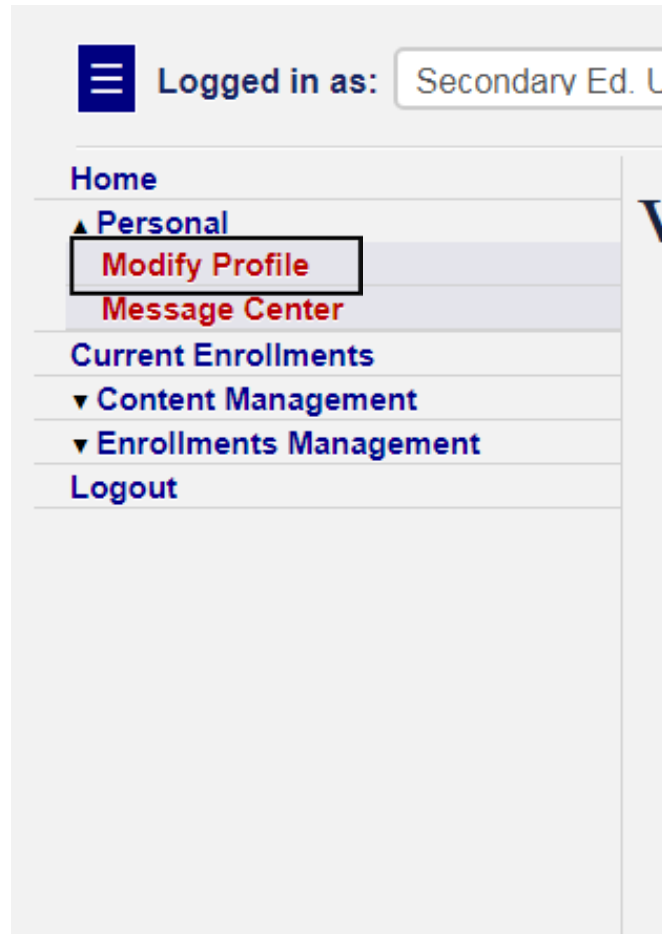 Logged in as: Secondary Ed.
Home
▲ Personal
Modify Profile
Message Center
Current Enrollments
▼ Content Management
▼ Enrollments Management
Logout